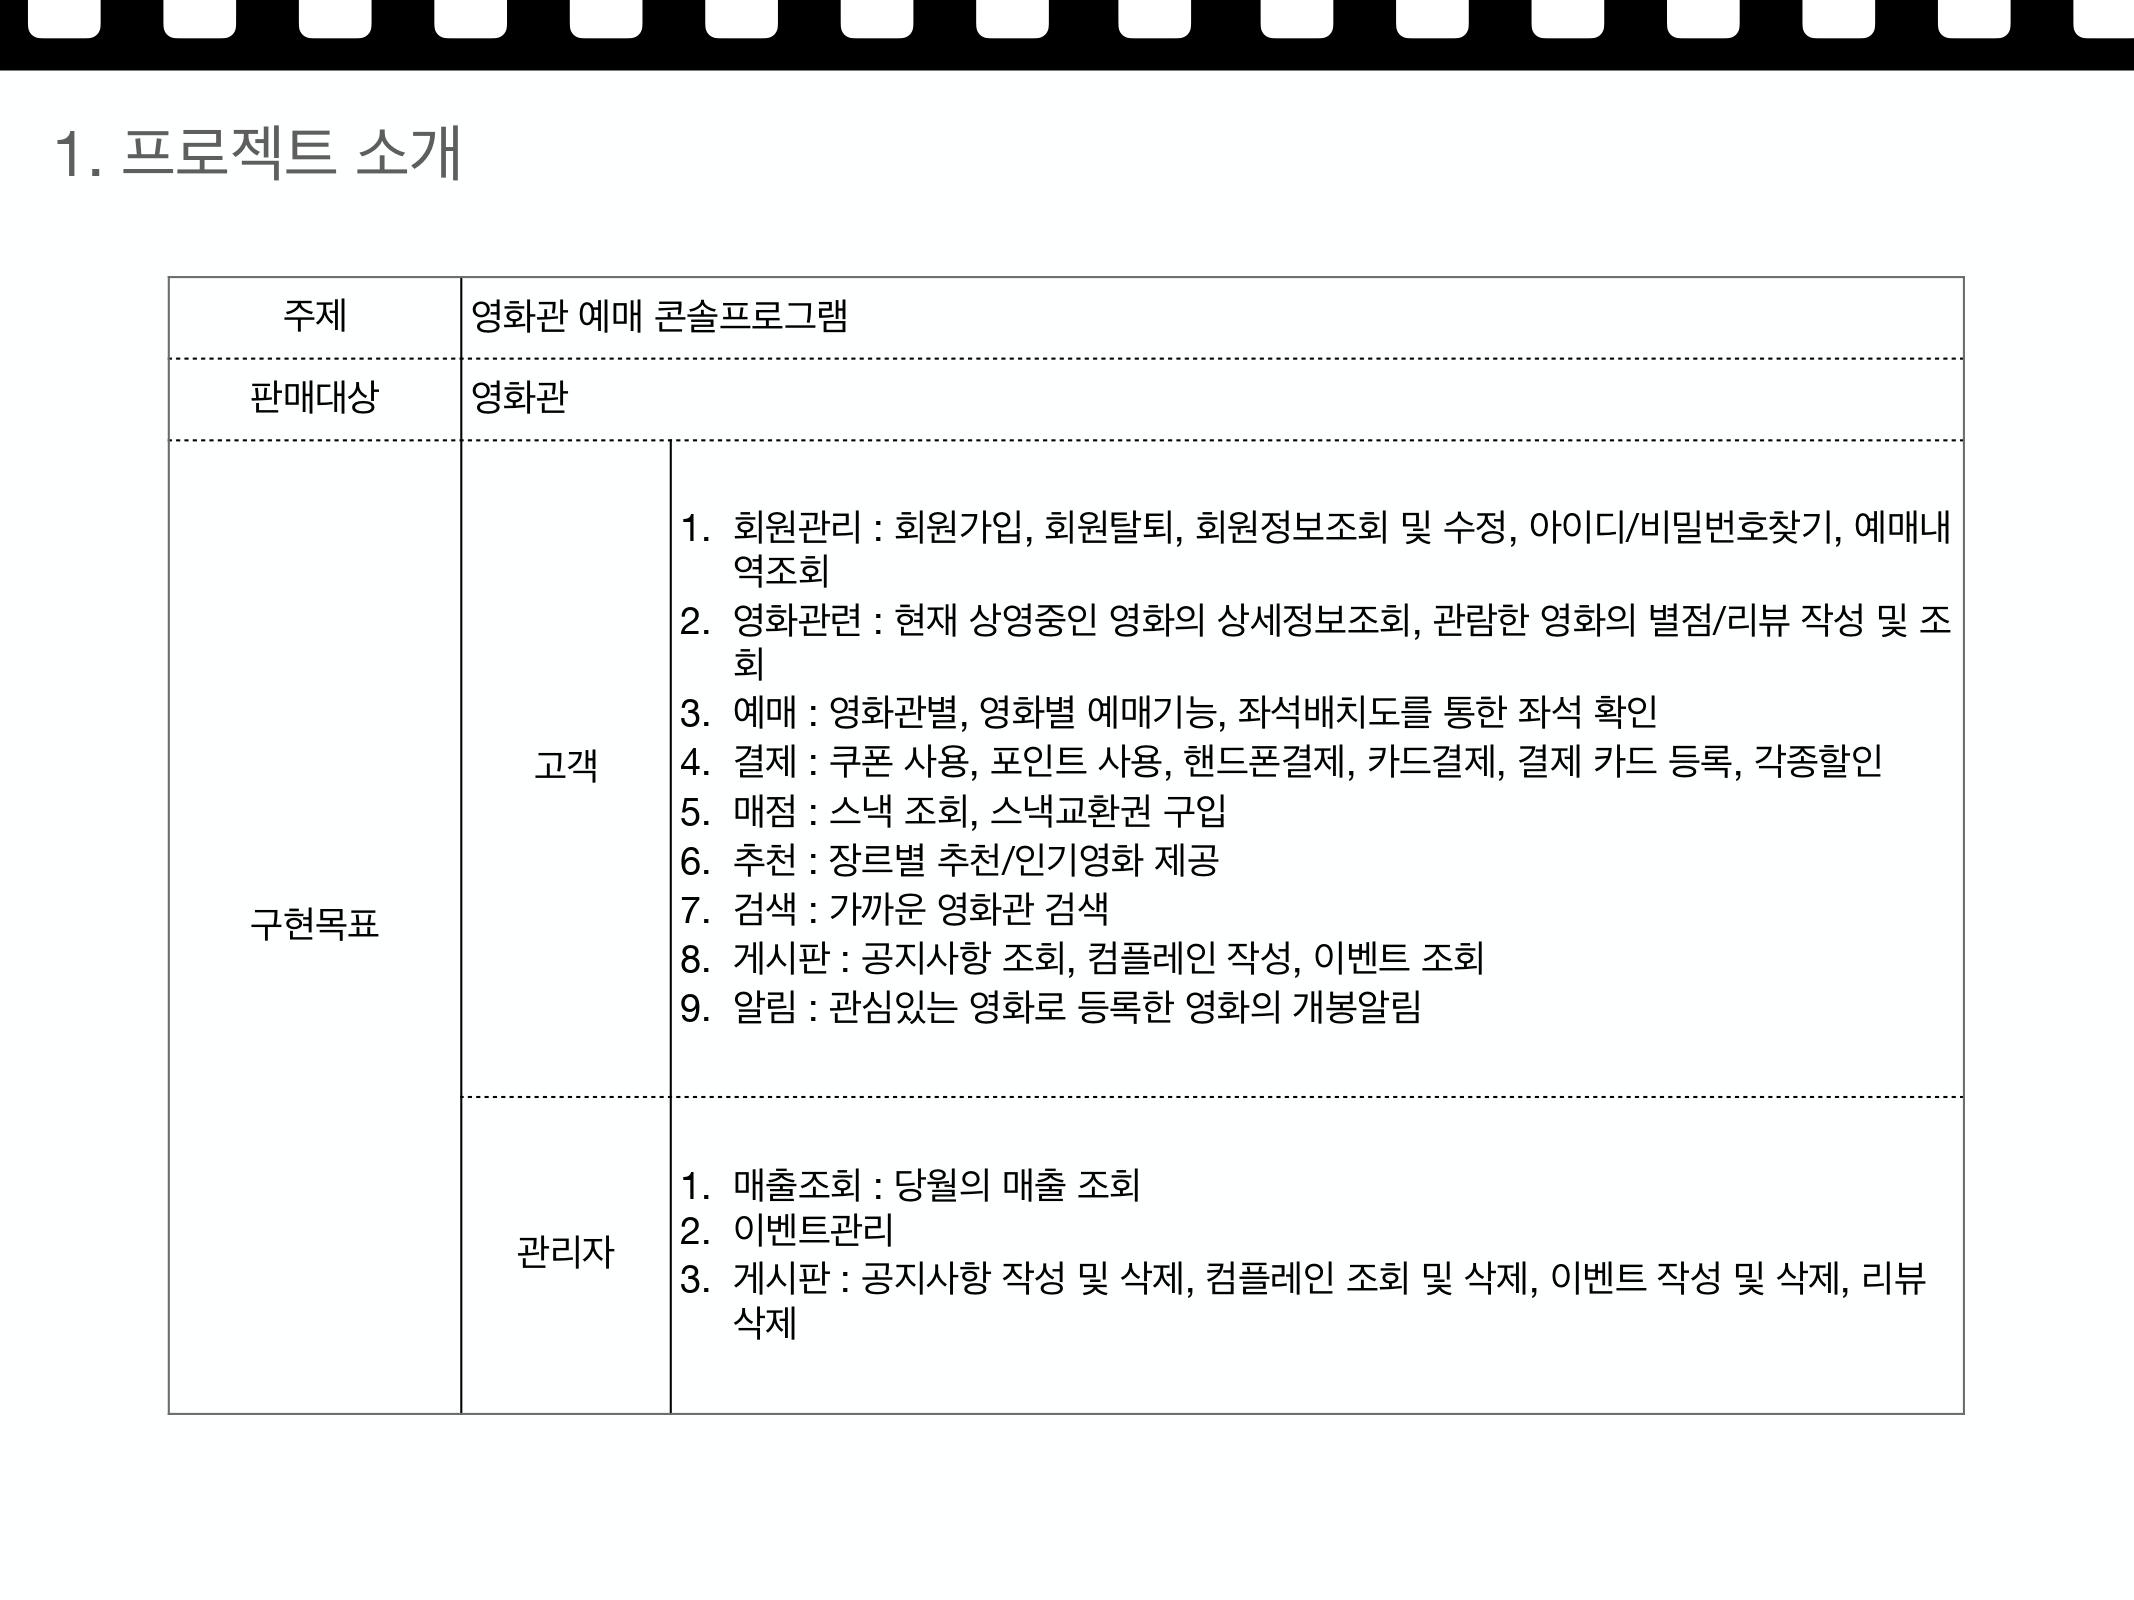 1. 프로젝트 소개
주제
영화관 예매 콘솔프로그램
판매대상
영화관
구현목표
고객
1. 회원관리 : 회원가입, 회원탈퇴, 회원정보조회 및 수정, 아이디/비밀번호찾기, 예매내
역조회
2. 영화관련 : 현재 상영중인 영화의 상세정보조회, 관람한 영화의 별점/리뷰 작성 및 조
회
3. 예매 : 영화관별, 영화별 예매기능, 좌석배치도를 통한 좌석 확인
4. 결제 : 쿠폰 사용, 포인트 사용, 핸드폰결제, 카드결제, 결제 카드 등록, 각종할인
5. 매점 : 스낵 조회, 스낵교환권 구입
6. 추천 : 장르별 추천/인기영화 제공
7. 검색 : 가까운 영화관 검색
8. 게시판 : 공지사항 조회, 컴플레인 작성, 이벤트 조회
9. 알림 : 관심있는 영화로 등록한 영화의 개봉알림
관리자
1. 매출조회 : 당월의 매출 조회
2. 이벤트관리
3. 게시판 : 공지사항 작성 및 삭제, 컴플레인 조회 및 삭제, 이벤트 작성 및 삭제, 리뷰
삭제